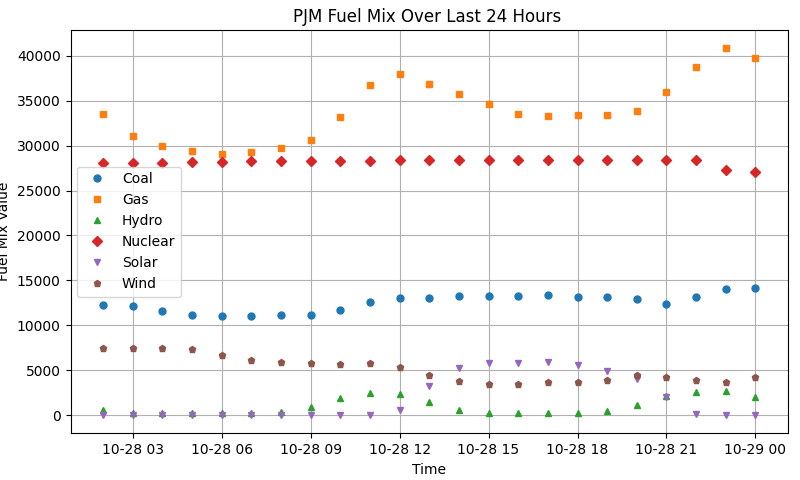 PJM Fuel Mix Over Last 24 Hours
40000
35000
30000
25000
20000
15000
10000
5000
0
Fuel Mix Value
Coal
Gas
Hydro
Nuclear
Solar
Wind
10-28 03 10-28 06 10-28 09 10-28 12 10-28 15 10-28 18 10-28 21 10-29 00
Time